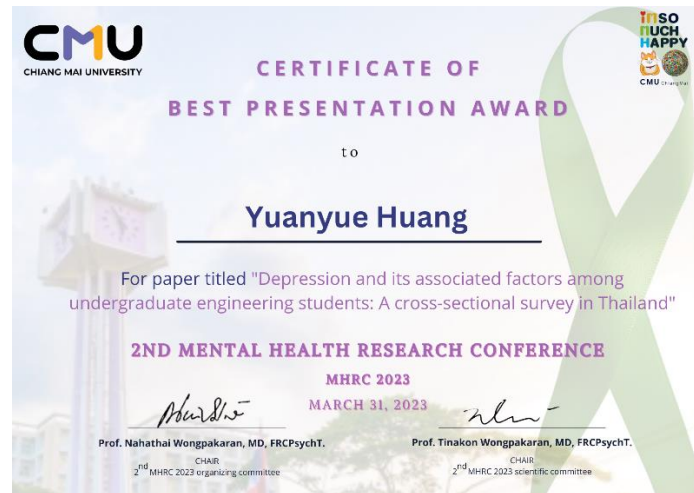 CMU
CHIANG MAI UNIVERSITY
INSO
MUCH
HAPPY
CMU ChiangMai
CERTIFICATE OF
BEST PRESENTATION AWARD
to
Yuanyue Huang
For paper titled "Depression and its associated factors among
undergraduate engineering students: A cross-sectional survey in Thailand"
2ND MENTAL HEALTH RESEARCH CONFERENCE
MHRC 2023
MARCH 31, 2023
Prof. Nahathai Wongpakaran, MD, FRCPsychT.
CHAIR
2nd MHRC 2023 organizing committee
Prof. Tinakon Wongpakaran, MD, FRCPsychT.
CHAIR
2nd MHRC 2023 scientific committee